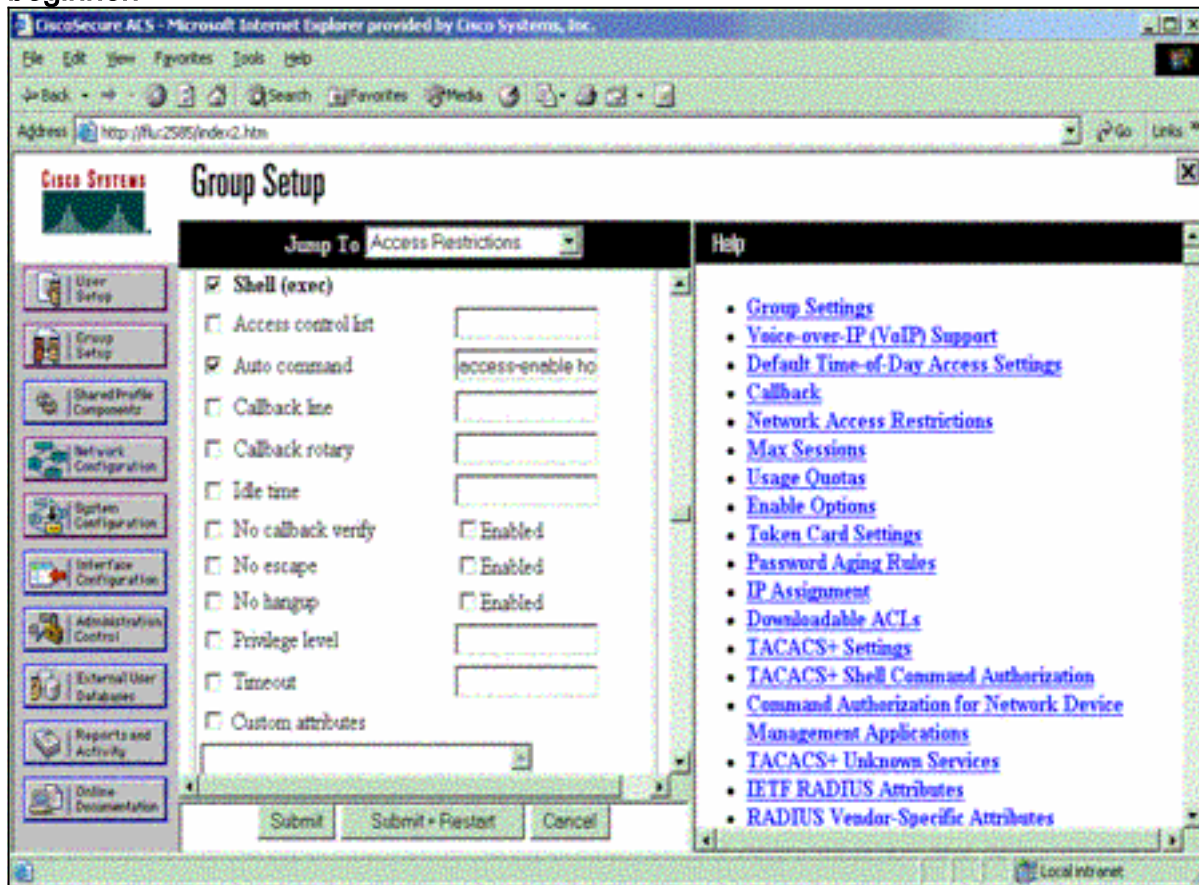 CiscoSecure ACS - Microsoft Internet Explorer provided by Cisco Systems, Inc.
File Edit View Favorites Tools Help
Back Search Favorites Media
Address http://flu:2585/index2.htm Go Links
CISCO SYSTEMS
Group Setup
Jump To Access Restrictions
User Setup
Group Setup
Shared Profile Components
Network Configuration
System Configuration
Interface Configuration
Administration Control
External User Databases
Reports and Activity
Online Documentation
Shell (exec)
Access control list
Auto command access-enable ho
Callback line
Callback rotary
Idle time
No callback verify Enabled
No escape Enabled
No hangup Enabled
Privilege level
Timeout
Custom attributes
Submit Submit + Restart Cancel
Help
Group Settings
Voice-over-IP (VoIP) Support
Default Time-of-Day Access Settings
Callback
Network Access Restrictions
Max Sessions
Usage Quotas
Enable Options
Token Card Settings
Password Aging Rules
IP Assignment
Downloadable ACLs
TACACS+ Settings
TACACS+ Shell Command Authorization
Command Authorization for Network Device
Management Applications
TACACS+ Unknown Services
IETF RADIUS Attributes
RADIUS Vendor-Specific Attributes
Local intranet